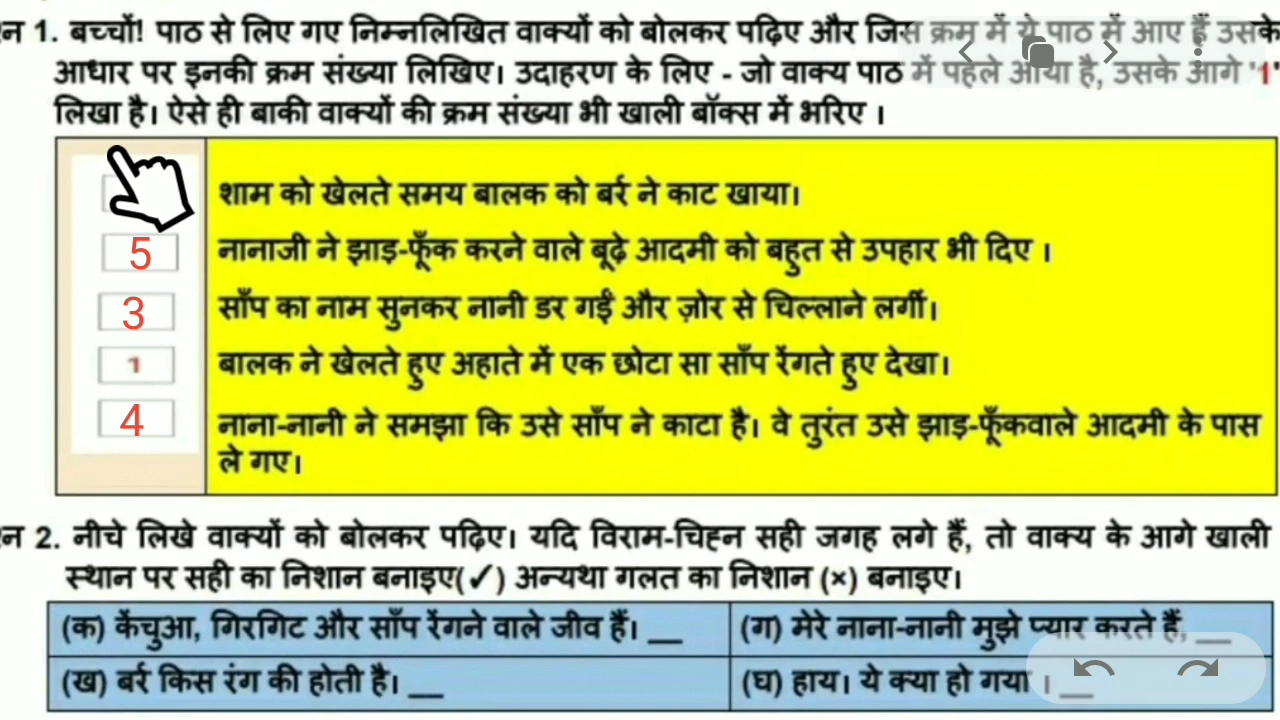 न 1. बच्चों! पाठ से लिए गए निम्नलिखित वाक्यों को बोलकर पढ़िए और जिस क्रम में ये पाठ में आए हैं उसके
आधार पर इनकी क्रम संख्या लिखिए। उदाहरण के लिए - जो वाक्य पाठ में पहले आया है, उसके आगे '1'
लिखा है। ऐसे ही बाकी वाक्यों की क्रम संख्या भी खाली बॉक्स में भरिए ।
शाम को खेलते समय बालक को बर्र ने काट खाया।
5 नानाजी ने झाड़-फूँक करने वाले बूढ़े आदमी को बहुत से उपहार भी दिए ।
3 साँप का नाम सुनकर नानी डर गईं और ज़ोर से चिल्लाने लगीं।
1 बालक ने खेलते हुए अहाते में एक छोटा सा साँप रेंगते हुए देखा।
4 नाना-नानी ने समझा कि उसे साँप ने काटा है। वे तुरंत उसे झाड़-फूँकवाले आदमी के पास
ले गए।
न 2. नीचे लिखे वाक्यों को बोलकर पढ़िए। यदि विराम-चिह्न सही जगह लगे हैं, तो वाक्य के आगे खाली
स्थान पर सही का निशान बनाइए(✓) अन्यथा गलत का निशान (×) बनाइए।
(क) केंचुआ, गिरगिट और साँप रेंगने वाले जीव हैं। __
(ग) मेरे नाना-नानी मुझे प्यार करते हैं, __
(ख) बर्र किस रंग की होती है। __
(घ) हाय। ये क्या हो गया । __